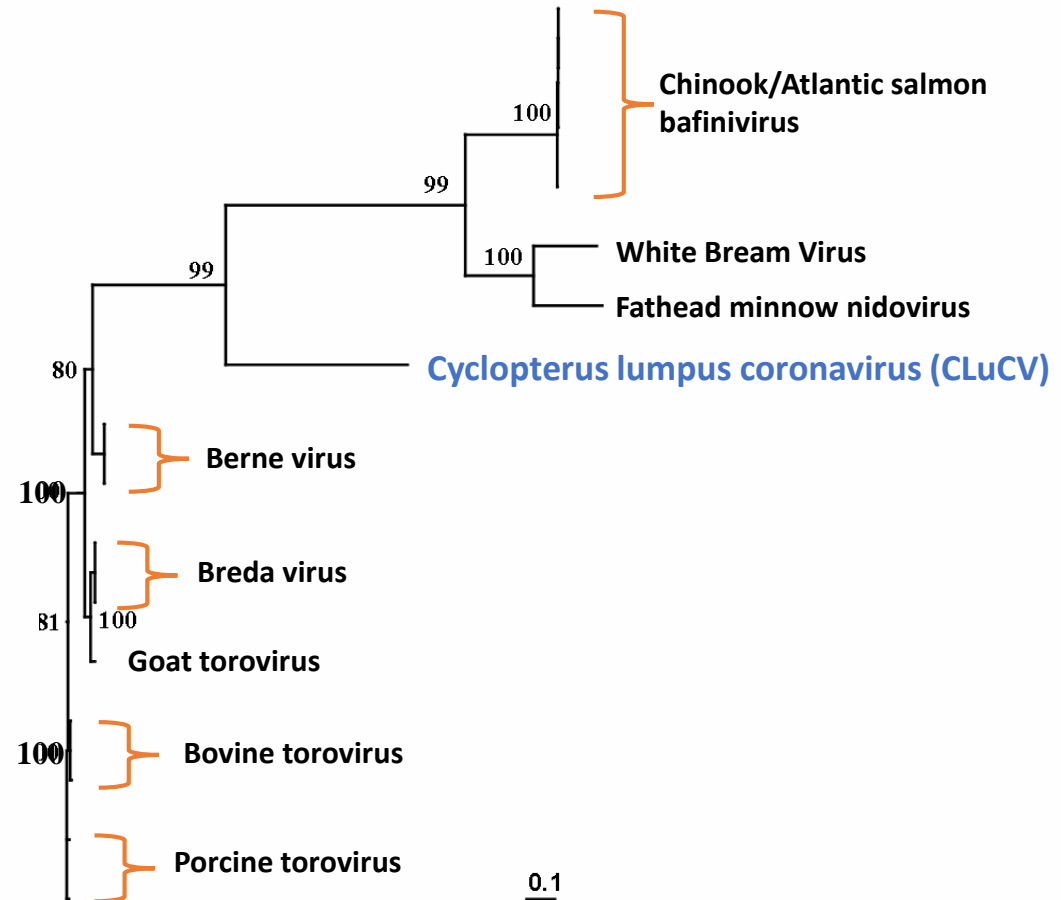 Chinook/Atlantic salmon
bafinivirus
100
99
White Bream Virus
100
Fathead minnow nidovirus
99
Cyclopterus lumpus coronavirus (CLuCV)
80
Berne virus
100
Breda virus
81
100
Goat torovirus
100
Bovine torovirus
Porcine torovirus
0.1